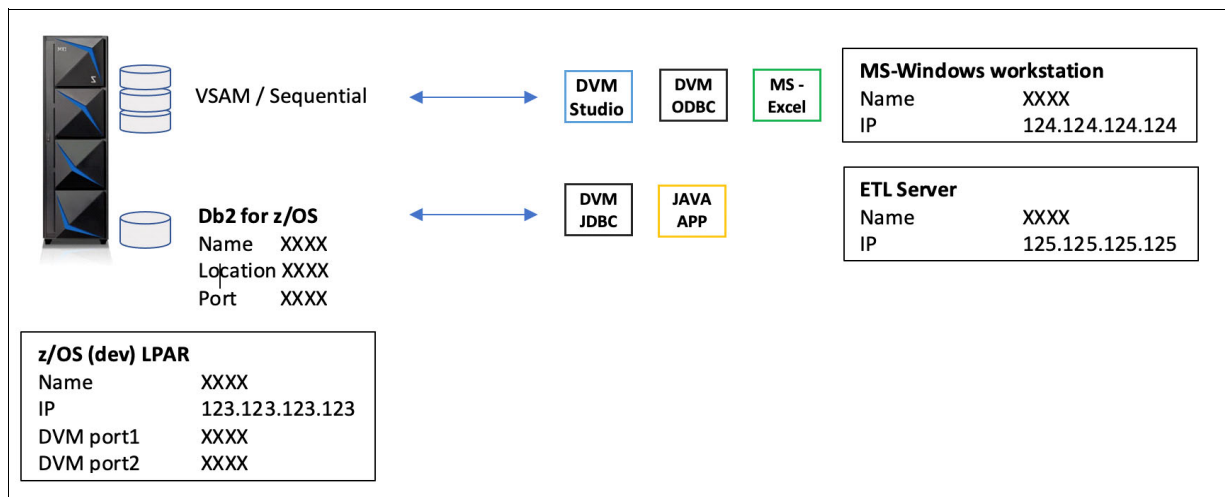 VSAM / Sequential
DVM Studio
DVM ODBC
MS - Excel
MS-Windows workstation
Name XXXX
IP 124.124.124.124
Db2 for z/OS
Name XXXX
Location XXXX
Port XXXX
DVM JDBC
JAVA APP
ETL Server
Name XXXX
IP 125.125.125.125
z/OS (dev) LPAR
Name XXXX
IP 123.123.123.123
DVM port1 XXXX
DVM port2 XXXX